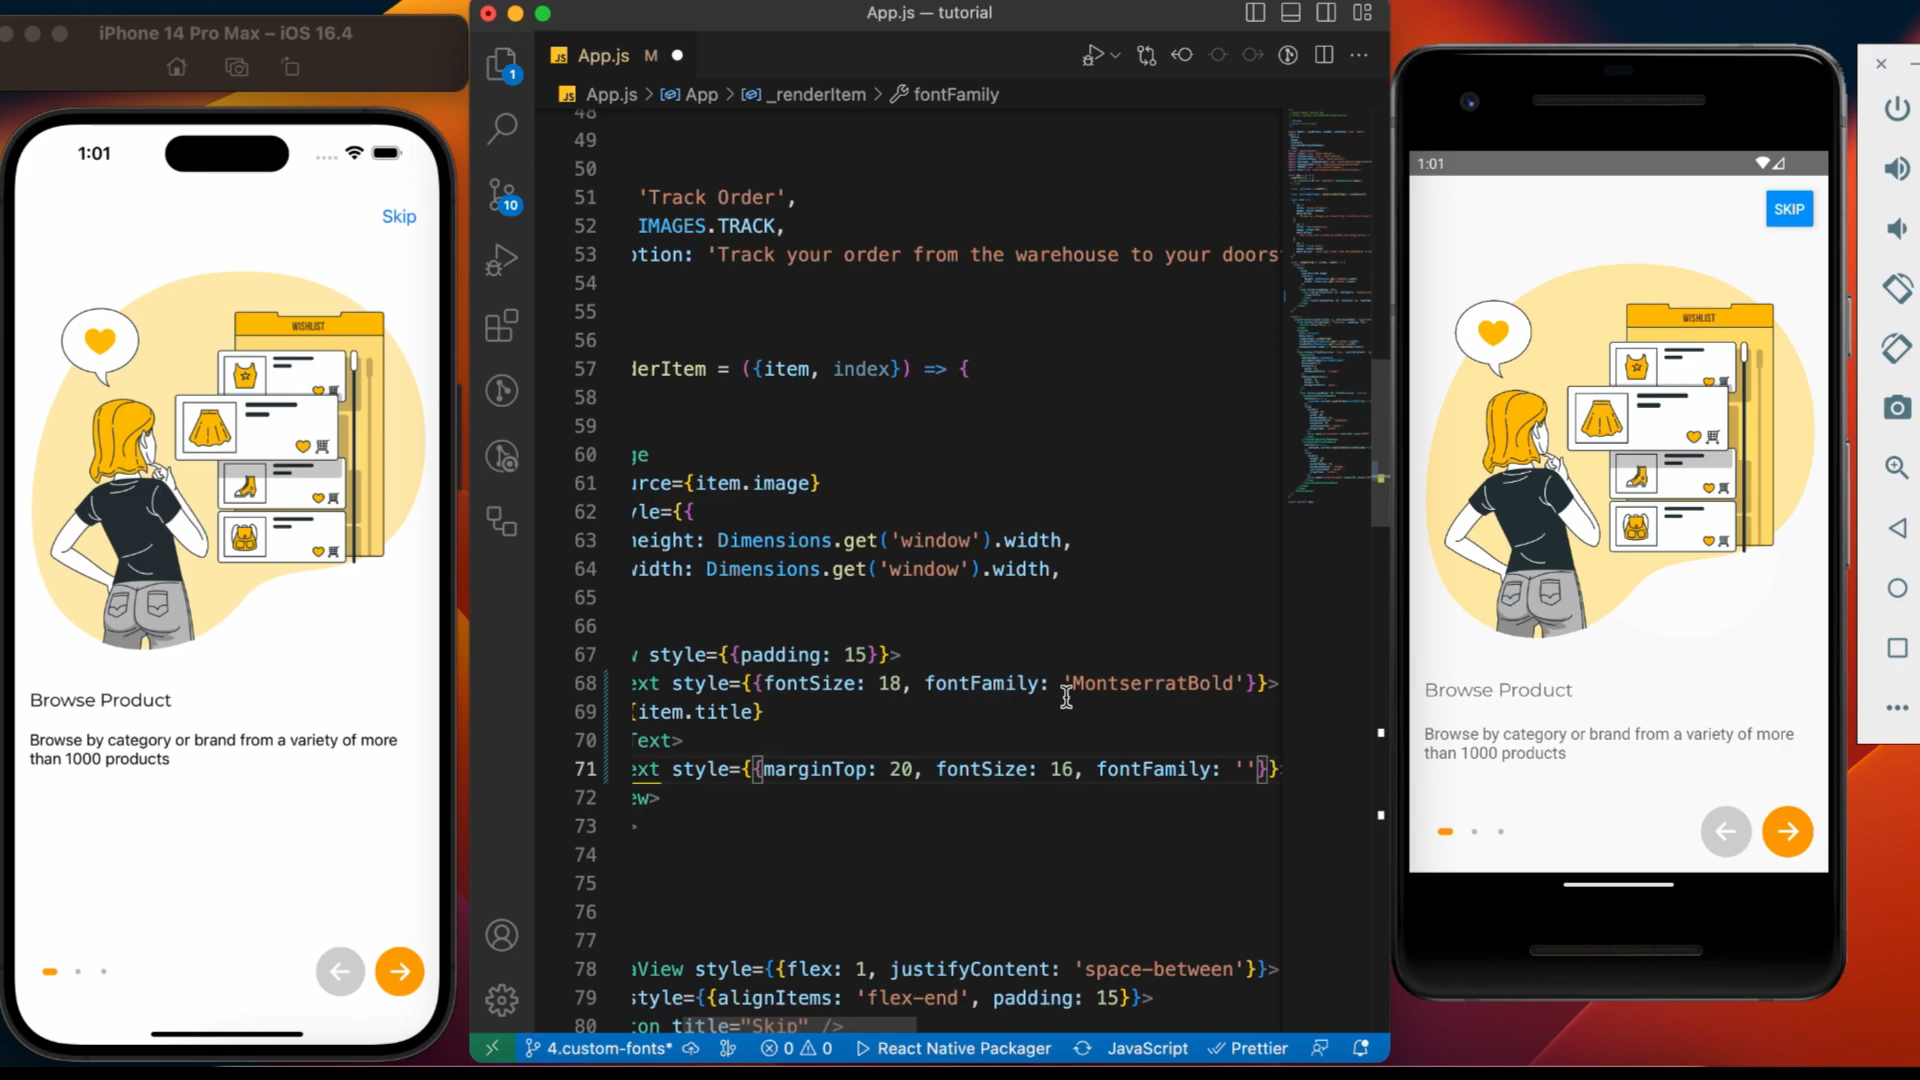 iPhone 14 Pro Max – iOS 16.4
1:01
Skip
WISHLIST
Browse Product
Browse by category or brand from a variety of more
than 1000 products
App.js — tutorial
1
10
JS App.js M
JS App.js > App > _renderItem > fontFamily
48
49
50
51 'Track Order',
52 IMAGES.TRACK,
53 ption: 'Track your order from the warehouse to your doors
54
55
56
57 derItem = ({item, index}) => {
58
59
60 ge
61 urce={item.image}
62 yle={{
63 height: Dimensions.get('window').width,
64 width: Dimensions.get('window').width,
65
66
67 w style={{padding: 15}}>
68 ext style={{fontSize: 18, fontFamily: 'MontserratBold'}}>
69 {item.title}
70 Text>
71 ext style={{marginTop: 20, fontSize: 16, fontFamily: ''}}
72 ew>
73 >
74
75
76
77
78 aView style={{flex: 1, justifyContent: 'space-between'}}>
79 style={{alignItems: 'flex-end', padding: 15}}>
80 ton title="Skip" />
4.custom-fonts* 0 0 React Native Packager JavaScript Prettier
1:01
SKIP
WISHLIST
Browse Product
Browse by category or brand from a variety of more
than 1000 products